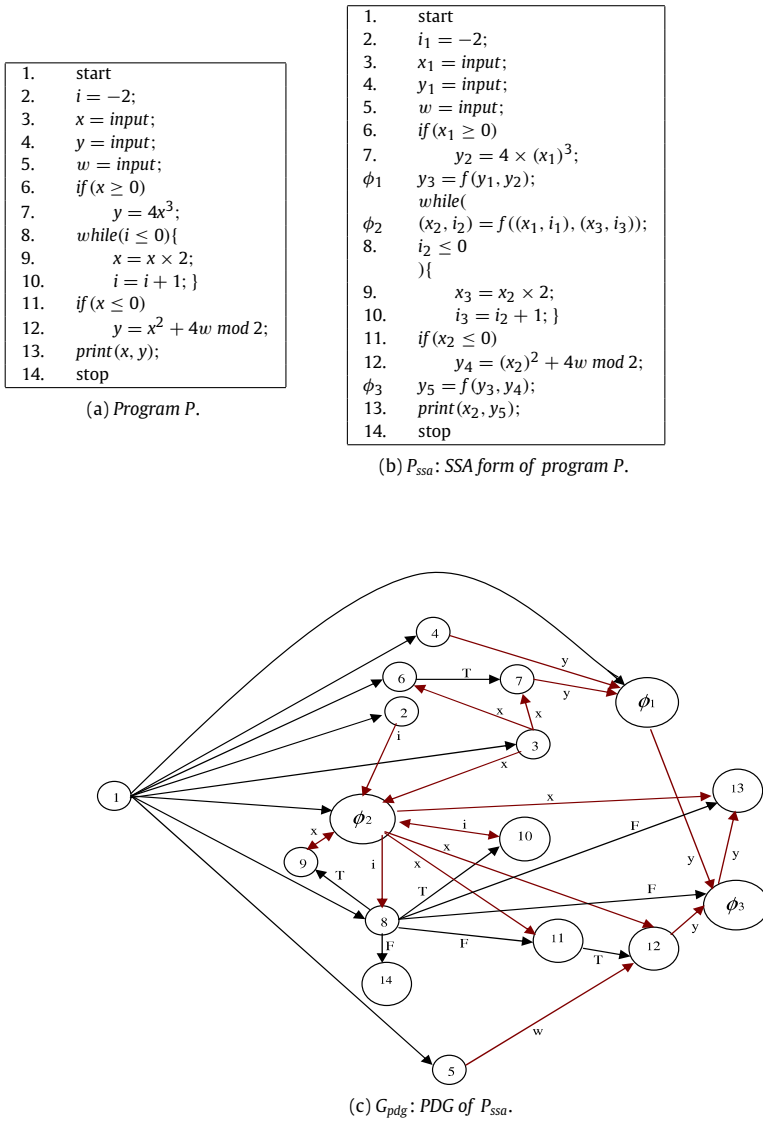 1. start
2. i = −2;
3. x = input;
4. y = input;
5. w = input;
6. if(x ≥ 0)
7. y = 4x³;
8. while(i ≤ 0){
9. x = x × 2;
10. i = i + 1; }
11. if(x ≤ 0)
12. y = x² + 4w mod 2;
13. print(x, y);
14. stop
(a) Program P.
1. start
2. i₁ = −2;
3. x₁ = input;
4. y₁ = input;
5. w = input;
6. if(x₁ ≥ 0)
7. y₂ = 4 × (x₁)³;
ϕ₁ y₃ = f(y₁, y₂);
while(
ϕ₂ (x₂, i₂) = f((x₁, i₁), (x₃, i₃));
8. i₂ ≤ 0
){
9. x₃ = x₂ × 2;
10. i₃ = i₂ + 1; }
11. if(x₂ ≤ 0)
12. y₄ = (x₂)² + 4w mod 2;
ϕ₃ y₅ = f(y₃, y₄);
13. print(x₂, y₅);
14. stop
(b) Pssa: SSA form of program P.
4
y
6
T
7
y
ϕ₁
2
x
x
i
3
x
1
x
13
ϕ₂
i
10
F
x
x
x
y
y
9
i
T
T
F
ϕ₃
8
F
F
11
T
12
y
14
w
5
(c) Gpdg: PDG of Pssa.